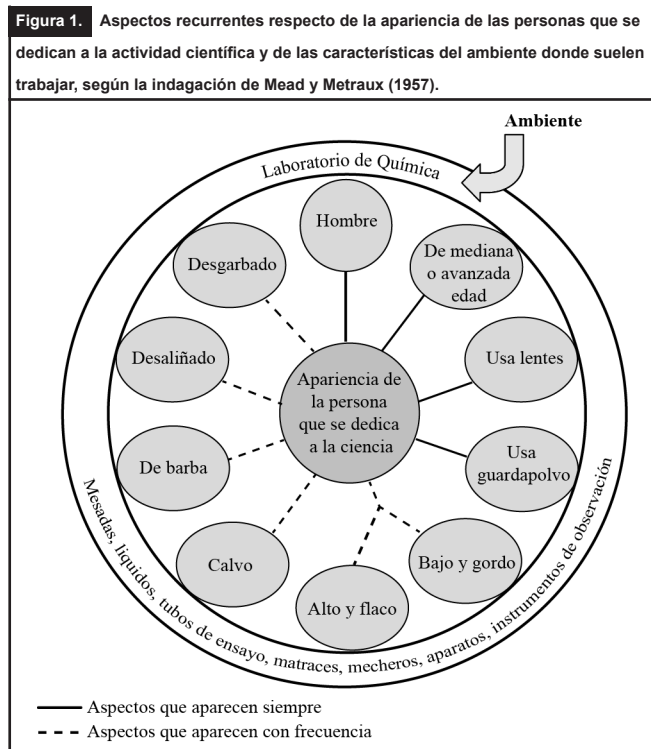 Figura 1. Aspectos recurrentes respecto de la apariencia de las personas que se
dedican a la actividad científica y de las características del ambiente donde suelen
trabajar, según la indagación de Mead y Metraux (1957).
Ambiente
Laboratorio de Química
Hombre
De mediana
o avanzada
edad
Desgarbado
Desaliñado
Usa lentes
Apariencia de
la persona
que se dedica
a la ciencia
De barba
Usa
guardapolvo
Calvo
Bajo y gordo
Alto y flaco
Mesadas, liquidos, tubos de ensayo, matraces, mecheros, aparatos, instrumentos de observación
Aspectos que aparecen siempre
Aspectos que aparecen con frecuencia